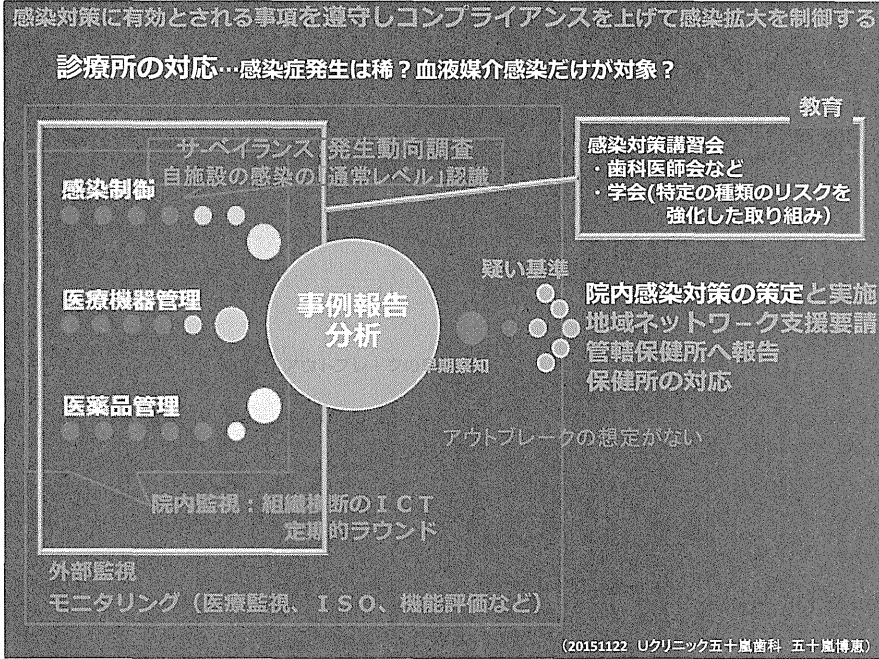 感染対策に有効とされる事項を遵守しコンプライアンスを上げて感染拡大を制御する
診療所の対応…感染症発生は稀？血液媒介感染だけが対象？
教育
感染対策講習会
・歯科医師会など
・学会(特定の種類のリスクを
強化した取り組み)
サーベイランス：発生動向調査
自施設の感染の「通常レベル」認識
感染制御
医療機器管理
医薬品管理
事例報告
分析
早期察知
疑い基準
院内感染対策の策定と実施
地域ネットワーク支援要請
管轄保健所へ報告
保健所の対応
アウトブレークの想定がない
院内監視：組織横断のＩＣＴ
定期的ラウンド
外部監視
モニタリング（医療監視、ＩＳＯ、機能評価など）
(20151122 Uクリニック五十嵐歯科 五十嵐博恵)